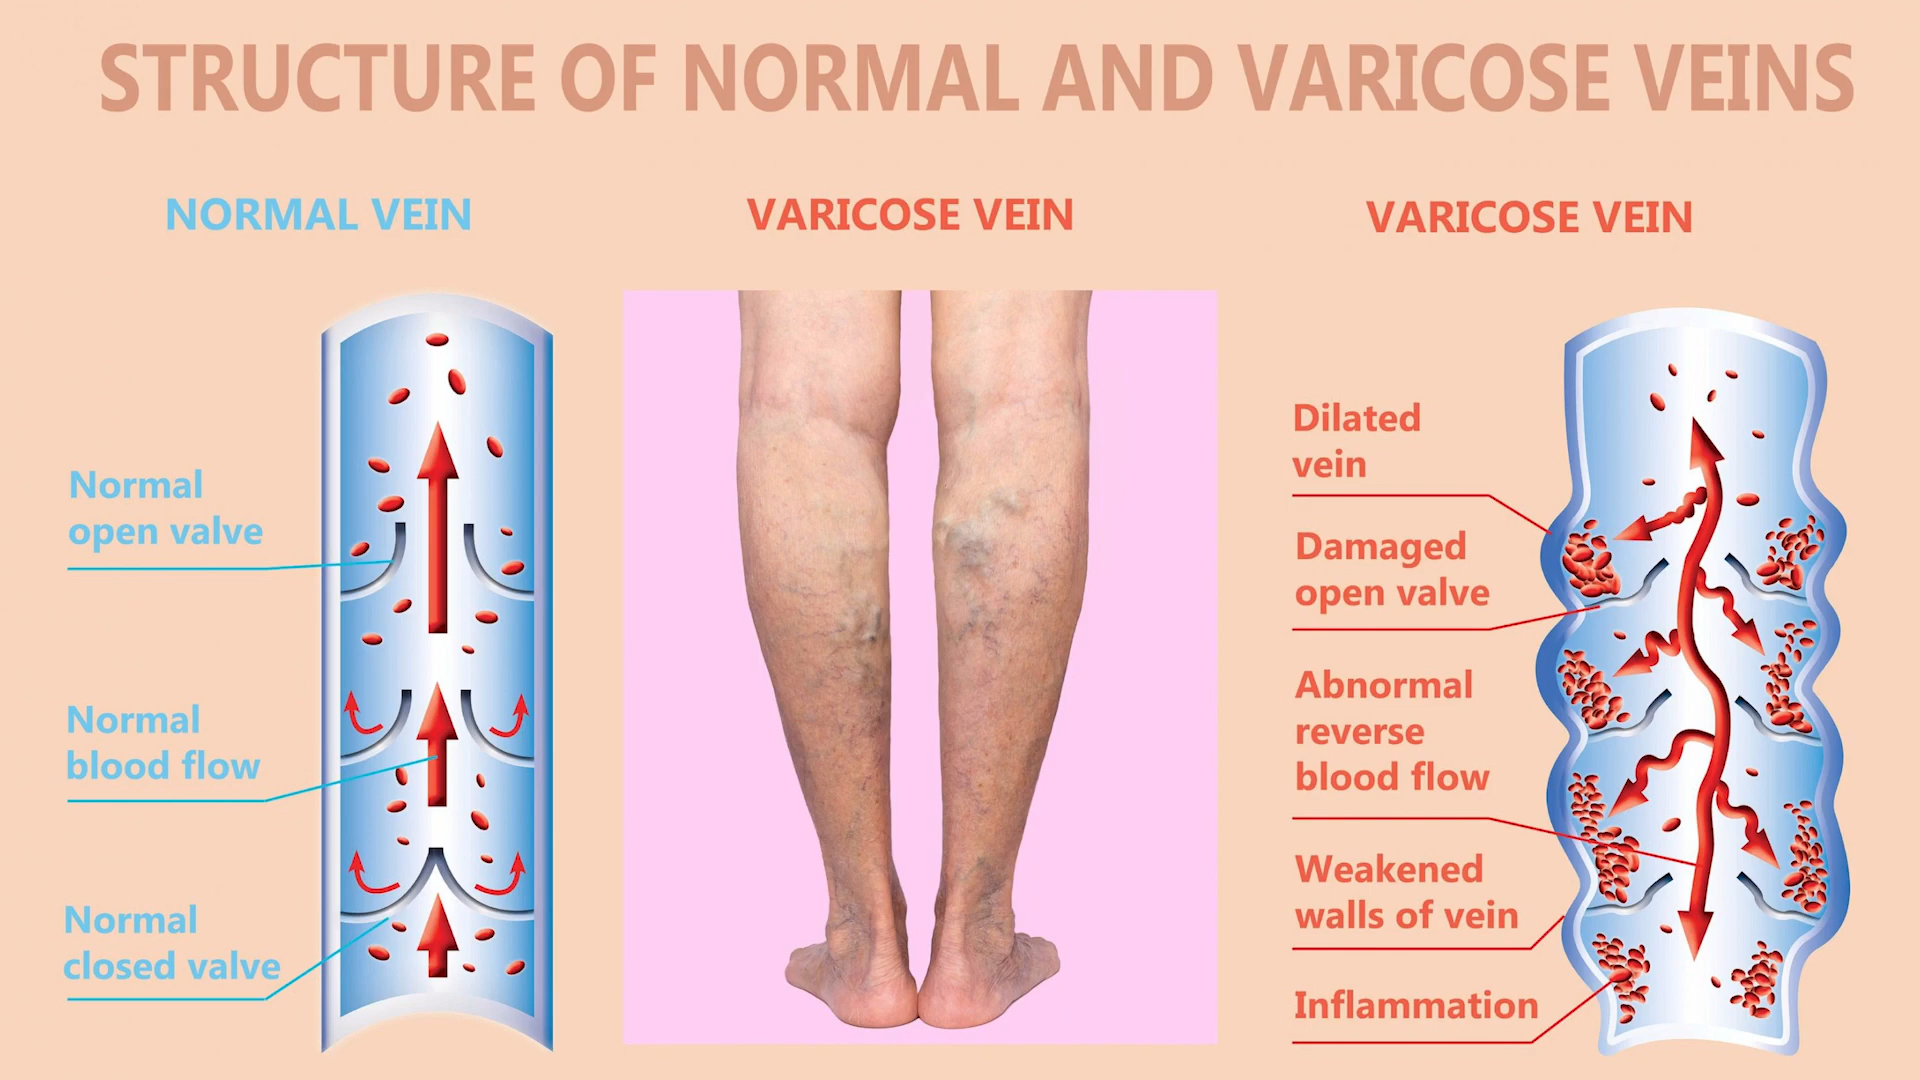 STRUCTURE OF NORMAL AND VARICOSE VEINS
NORMAL VEIN
Normal
open valve
Normal
blood flow
Normal
closed valve
VARICOSE VEIN
VARICOSE VEIN
Dilated
vein
Damaged
open valve
Abnormal
reverse
blood flow
Weakened
walls of vein
Inflammation